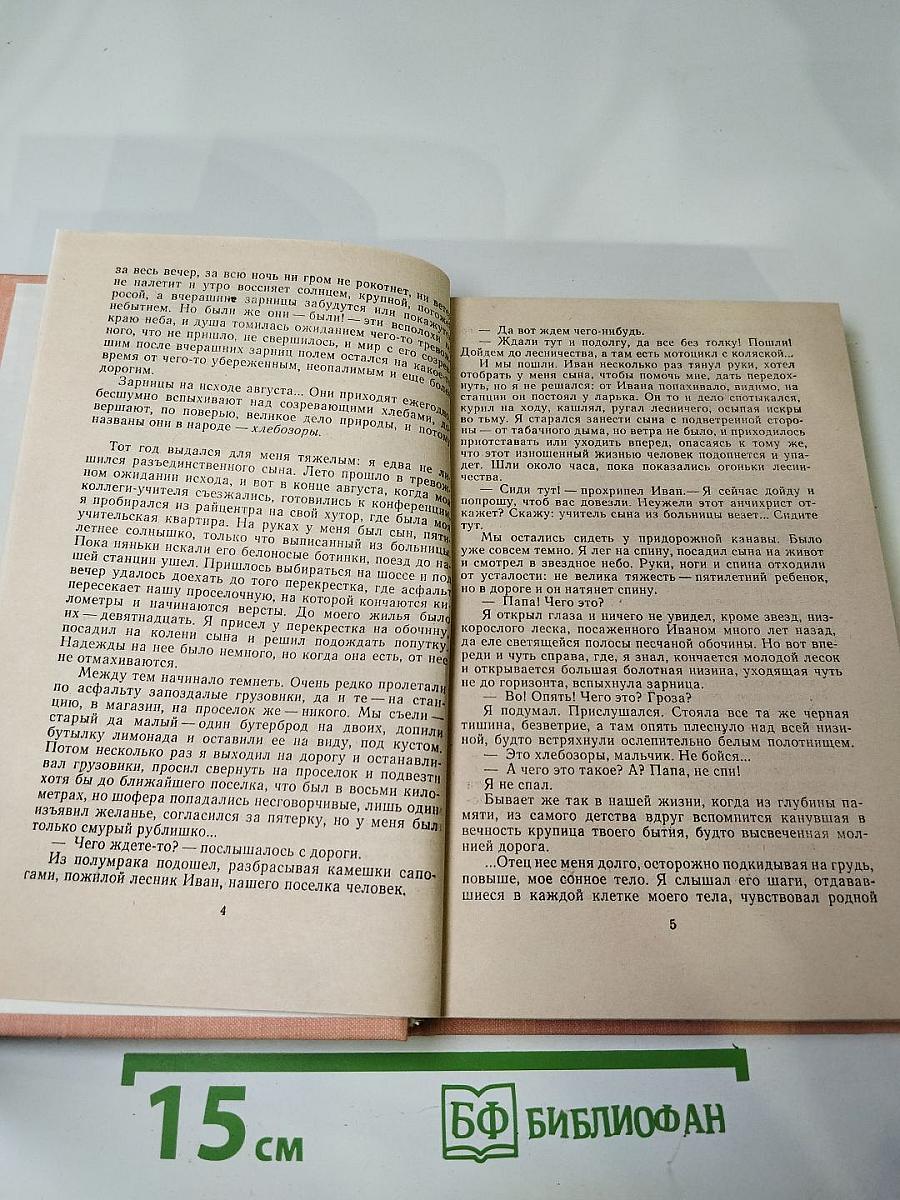 за весь вечер, за всю ночь ни гром не рокотнет, ни
не налетит и утро воссияет солнцем, крупной,
росой, а вчерашние зарницы забудутся или
небытием. Но были же они — были! — эти всполохи
краю неба, и душа томилась ожиданием чего-то
ного, что не пришло, не свершилось, и мир с его
шим после вчерашних зарниц полем остался на какое-
время от чего-то убереженным, неопалимым и еще
дорогим.
Зарницы на исходе августа... Они приходят ежегодно,
бесшумно вспыхивают над созревающими хлебами,
вершают, по поверью, великое дело природы, и потому
названы они в народе — хлебозоры.
Тот год выдался для меня тяжелым: я едва не ли-
шился разъединственного сына. Лето прошло в тревож-
ном ожидании исхода, и вот в конце августа, когда мои
коллеги-учителя съезжались, готовились к конференции,
я пробирался из райцентра на свой хутор, где была моя
учительская квартира. На руках у меня был сын, пяти-
летнее солнышко, только что выписанный из больницы.
Пока няньки искали его белоносые ботинки, поезд до на-
шей станции ушел. Пришлось выбираться на шоссе и под
вечер удалось доехать до того перекрестка, где асфальт
пересекает нашу проселочную, на которой кончаются ки-
лометры и начинаются версты. До моего жилья было
их — девятнадцать. Я присел у перекрестка на обочину,
посадил на колени сына и решил подождать попутку.
Надежды на нее было немного, но когда она есть, от нее
не отмахиваются.
Между тем начинало темнеть. Очень редко пролетали
по асфальту запоздалые грузовики, да и те — на стан-
цию, в магазин, на проселок же — никого. Мы съели —
старый да малый — один бутерброд на двоих, допили
бутылку лимонада и оставили ее на виду, под кустом.
Потом несколько раз я выходил на дорогу и останавли-
вал грузовики, просил свернуть на проселок и подвезти
хотя бы до ближайшего поселка, что был в восьми кило-
метрах, но шофера попадались несговорчивые, лишь один
изъявил желанье, согласился за пятерку, но у меня был
только смурый рублишко...
— Чего ждете-то? — послышалось с дороги.
Из полумрака подошел, разбрасывая камешки сапо-
гами, пожилой лесник Иван, нашего поселка человек,
4
— Да вот ждем чего-нибудь.
— Ждали тут и подолгу, да все без толку! Пошли!
Дойдем до лесничества, а там есть мотоцикл с коляской...
И мы пошли. Иван несколько раз тянул руки, хотел
отобрать у меня сына, чтобы помочь мне, дать передох-
нуть, но я не решался: от Ивана попахивало, видимо, на
станции он постоял у ларька. Он то и дело спотыкался,
курил на ходу, кашлял, ругал лесничего, осыпая искры
во тьму. Я старался занести сына с подветренной сторо-
ны — от табачного дыма, но ветра не было, и приходилось
приотставать или уходить вперед, опасаясь к тому же,
что этот изношенный жизнью человек подопнется и упа-
дет. Шли около часа, пока показались огоньки лесни-
чества.
— Сиди тут! — прохрипел Иван.— Я сейчас дойду и
попрошу, чтоб вас довезли. Неужели этот анчихрист от-
кажет? Скажу: учитель сына из больницы везет... Сидите
тут.
Мы остались сидеть у придорожной канавы. Было
уже совсем темно. Я лег на спину, посадил сына на живот
и смотрел в звездное небо. Руки, ноги и спина отходили
от усталости: не велика тяжесть — пятилетний ребенок,
но в дороге и он натянет спину.
— Папа! Чего это?
Я открыл глаза и ничего не увидел, кроме звезд, низ-
корослого леска, посаженного Иваном много лет назад,
да еле светящейся полосы песчаной обочины. Но вот впе-
реди и чуть справа, где, я знал, кончается молодой лесок
и открывается большая болотная низина, уходящая чуть
не до горизонта, вспыхнула зарница.
— Во! Опять! Чего это? Гроза?
Я подумал. Прислушался. Стояла все та же черная
тишина, безветрие, а там опять плеснуло над всей низи-
ной, будто встряхнули ослепительно белым полотнищем.
— Это хлебозоры, мальчик. Не бойся...
— А чего это такое? А? Папа, не спи!
Я не спал.
Бывает же так в нашей жизни, когда из глубины па-
мяти, из самого детства вдруг вспомнится канувшая в
вечность крупица твоего бытия, будто высвеченная мол-
нией дорога.
...Отец нес меня долго, осторожно подкидывая на грудь,
повыше, мое сонное тело. Я слышал его шаги, отдавав-
шиеся в каждой клетке моего тела, чувствовал родной
5
15 см
БФ БИБЛИОФАН